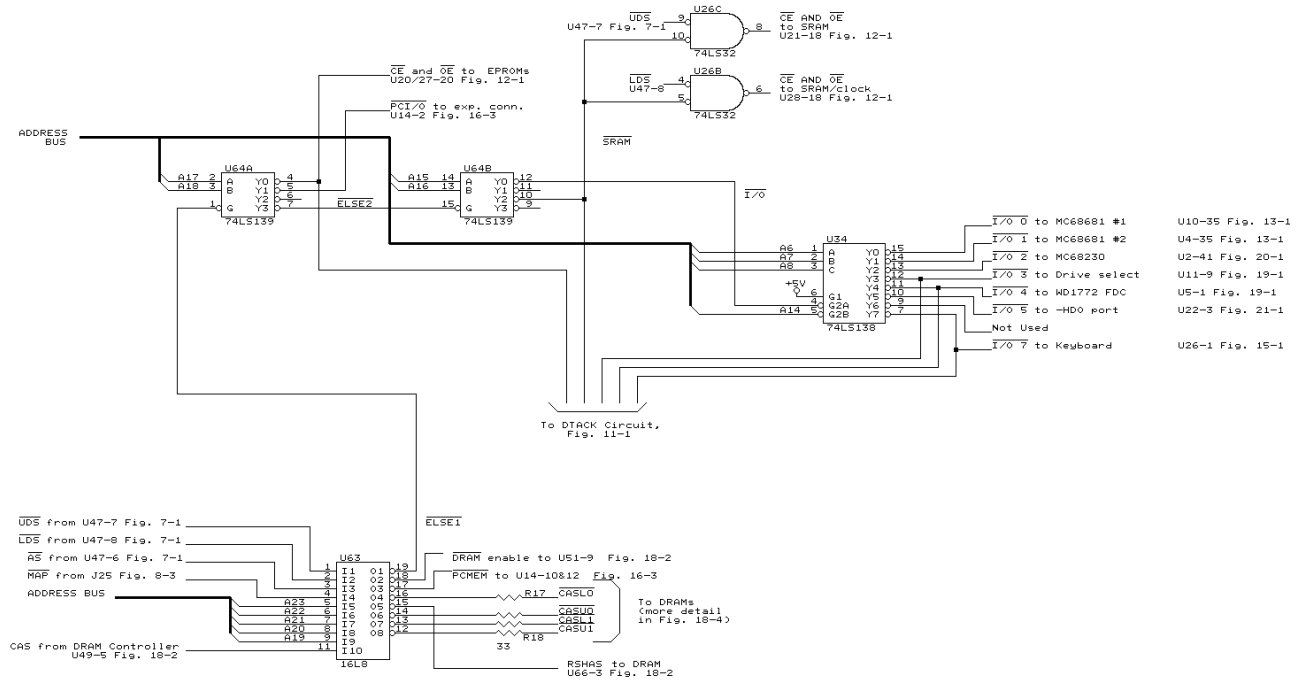 U26C
UDS 9
U47-7 Fig. 7-1
10
8
74LS32
CE AND OE
to SRAM
U21-18 Fig. 12-1
U26B
LDS 4
U47-8
5
6
74LS32
CE AND OE
to SRAM/clock
U28-18 Fig. 12-1
CE and OE to EPROMs
U20/27-20 Fig. 12-1
PCI/O to exp. conn.
U14-2 Fig. 16-3
ADDRESS
BUS
SRAM
U64A
A17 2 A Y0 4
A18 3 B Y1 5
Y2 6
1 G Y3 7
74LS139
ELSE2
U64B
A15 14 A Y0 12
A16 13 B Y1 11
Y2 10
15 G Y3 9
74LS139
I/O
U34
A6 1 A Y0 15
A7 2 B Y1 14
A8 3 C Y2 13
Y3 12
+5V
Y4 11
6 G1 Y5 10
4 G2A Y6 9
A14 5 G2B Y7 7
74LS138
I/O 0 to MC68681 #1 U10-35 Fig. 13-1
I/O 1 to MC68681 #2 U4-35 Fig. 13-1
I/O 2 to MC68230 U2-41 Fig. 20-1
I/O 3 to Drive select U11-9 Fig. 19-1
I/O 4 to WD1772 FDC U5-1 Fig. 19-1
I/O 5 to -HDO port U22-3 Fig. 21-1
Not Used
I/O 7 to Keyboard U26-1 Fig. 15-1
To DTACK Circuit,
Fig. 11-1
ELSE1
UDS from U47-7 Fig. 7-1
LDS from U47-8 Fig. 7-1
AS from U47-6 Fig. 7-1
MAP from J25 Fig. 8-3
ADDRESS BUS
CAS from DRAM Controller
U49-5 Fig. 18-2
U63
1 I1 O1 19
2 I2 O2 18
3 I3 O3 17
4 I4 O4 16
A23 5 I5 O5 15
A22 6 I6 O6 14
A21 7 I7 O7 13
A20 8 I8 O8 12
A19 9 I9
11 I10
16L8
DRAM enable to U51-9 Fig. 18-2
PCMEM to U14-10&12 Fig. 16-3
R17 CASL0
CASU0
CASL1
CASU1
R18
33
To DRAMs
(more detail
in Fig. 18-4)
RSHAS to DRAM
U66-3 Fig. 18-2